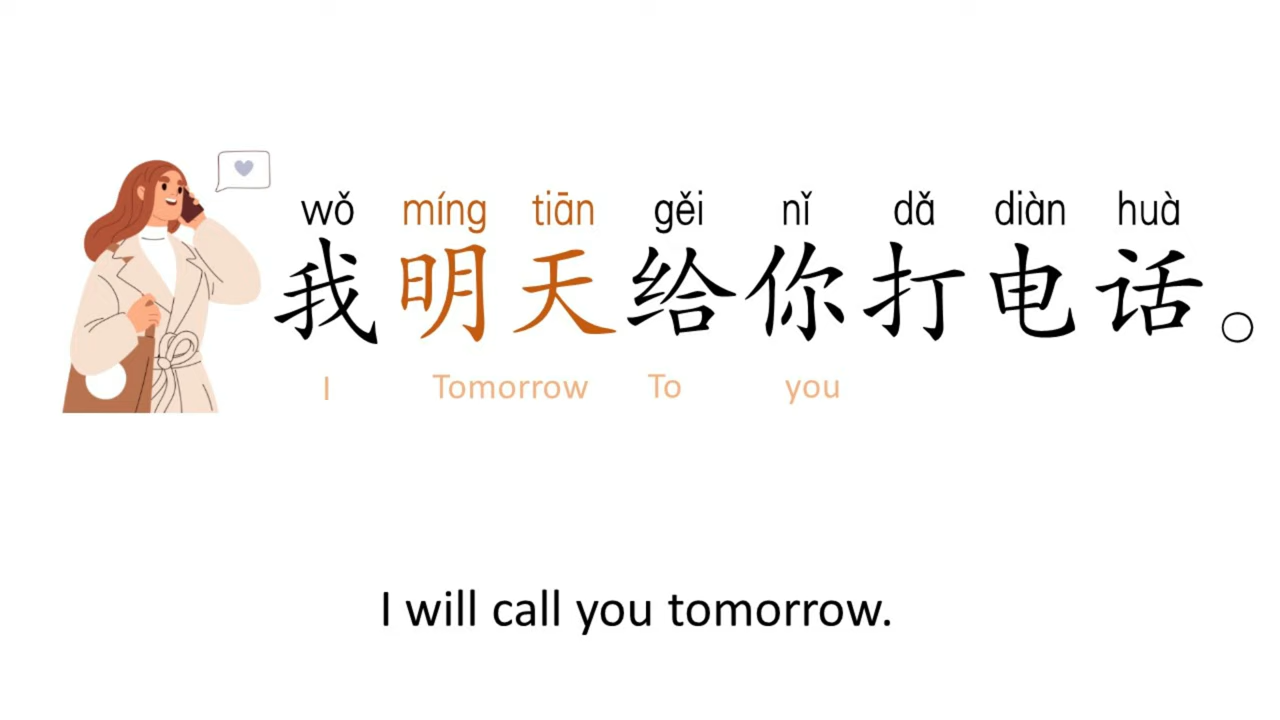 wǒ míng tiān gěi nǐ dǎ diàn huà
我明天给你打电话。
I Tomorrow To you
I will call you tomorrow.